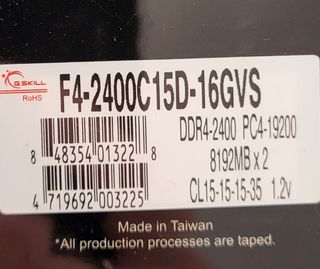 G.SKILL
RoHS
F4-2400C15D-16GVS
DDR4-2400 PC4-19200
8192MB x 2
CL15-15-15-35 1.2v
8 48354 01322 8
4 719692 003225
Made in Taiwan
*All production processes are taped.